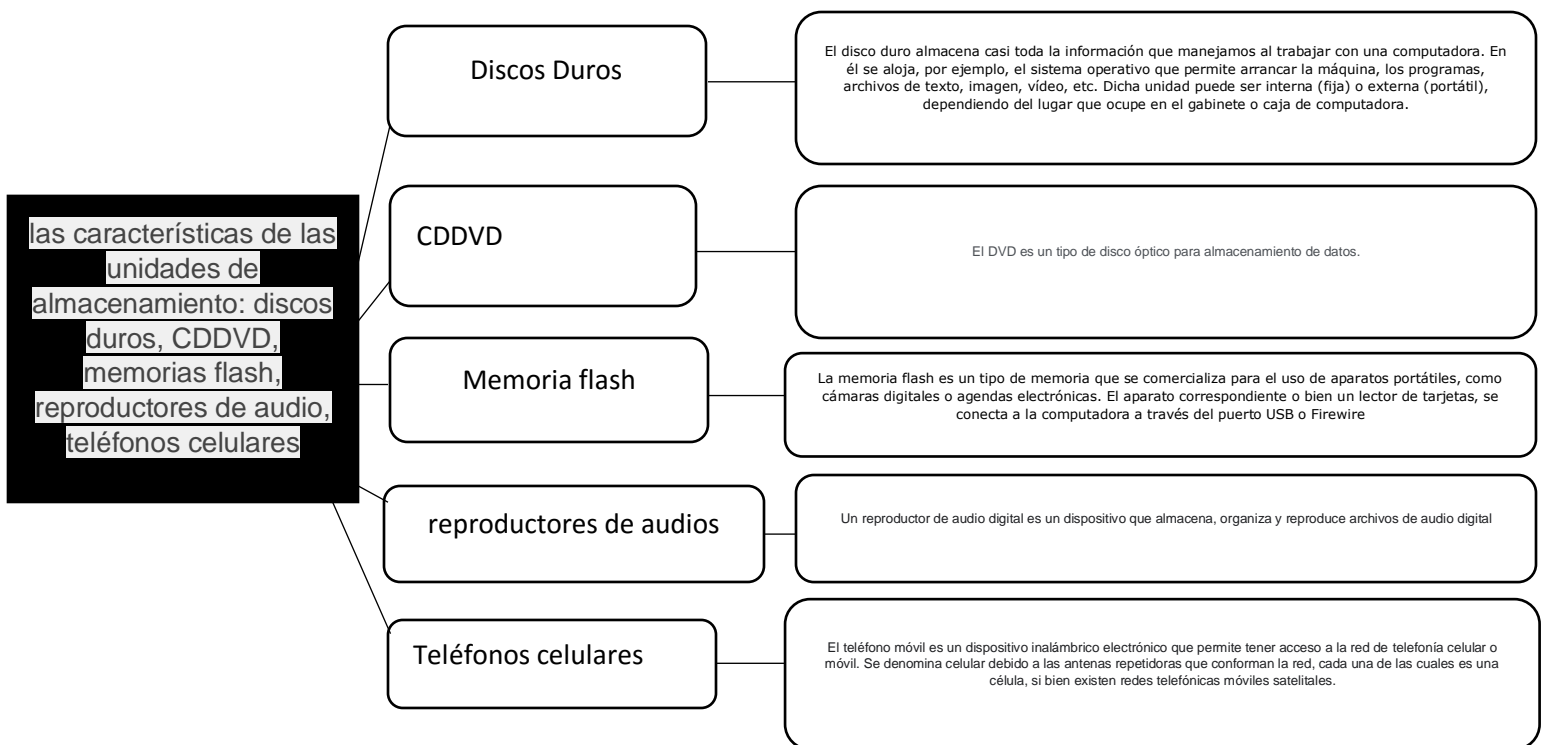 las características de las
unidades de
almacenamiento: discos
duros, CDDVD,
memorias flash,
reproductores de audio,
teléfonos celulares
Discos Duros
El disco duro almacena casi toda la información que manejamos al trabajar con una computadora. En
él se aloja, por ejemplo, el sistema operativo que permite arrancar la máquina, los programas,
archivos de texto, imagen, vídeo, etc. Dicha unidad puede ser interna (fija) o externa (portátil),
dependiendo del lugar que ocupe en el gabinete o caja de computadora.
CDDVD
El DVD es un tipo de disco óptico para almacenamiento de datos.
Memoria flash
La memoria flash es un tipo de memoria que se comercializa para el uso de aparatos portátiles, como
cámaras digitales o agendas electrónicas. El aparato correspondiente o bien un lector de tarjetas, se
conecta a la computadora a través del puerto USB o Firewire
reproductores de audios
Un reproductor de audio digital es un dispositivo que almacena, organiza y reproduce archivos de audio digital
Teléfonos celulares
El teléfono móvil es un dispositivo inalámbrico electrónico que permite tener acceso a la red de telefonía celular o
móvil. Se denomina celular debido a las antenas repetidoras que conforman la red, cada una de las cuales es una
célula, si bien existen redes telefónicas móviles satelitales.